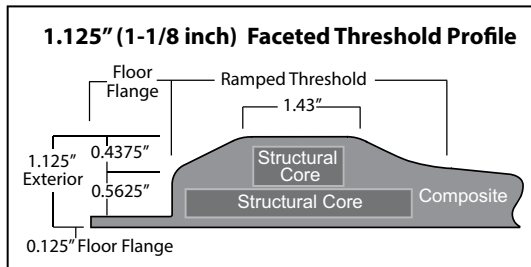 1.125” (1-1/8 inch) Faceted Threshold Profile
Floor
Flange
Ramped Threshold
1.43”
1.125”
Exterior
0.4375”
0.5625”
Structural
Core
Structural Core
Composite
0.125” Floor Flange